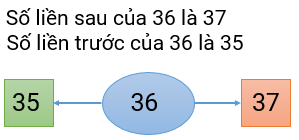 Số liền sau của 36 là 37
Số liền trước của 36 là 35
35 36 37